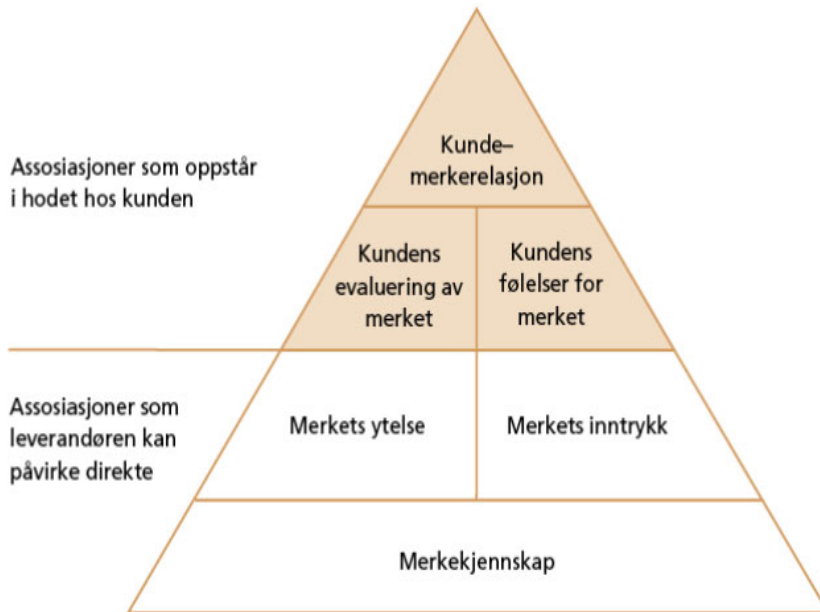 Assosiasjoner som oppstår
i hodet hos kunden
Kunde–
merkerelasjon
Kundens
evaluering av
merket
Kundens
følelser for
merket
Assosiasjoner som
leverandøren kan
påvirke direkte
Merkets ytelse
Merkets inntrykk
Merkekjennskap